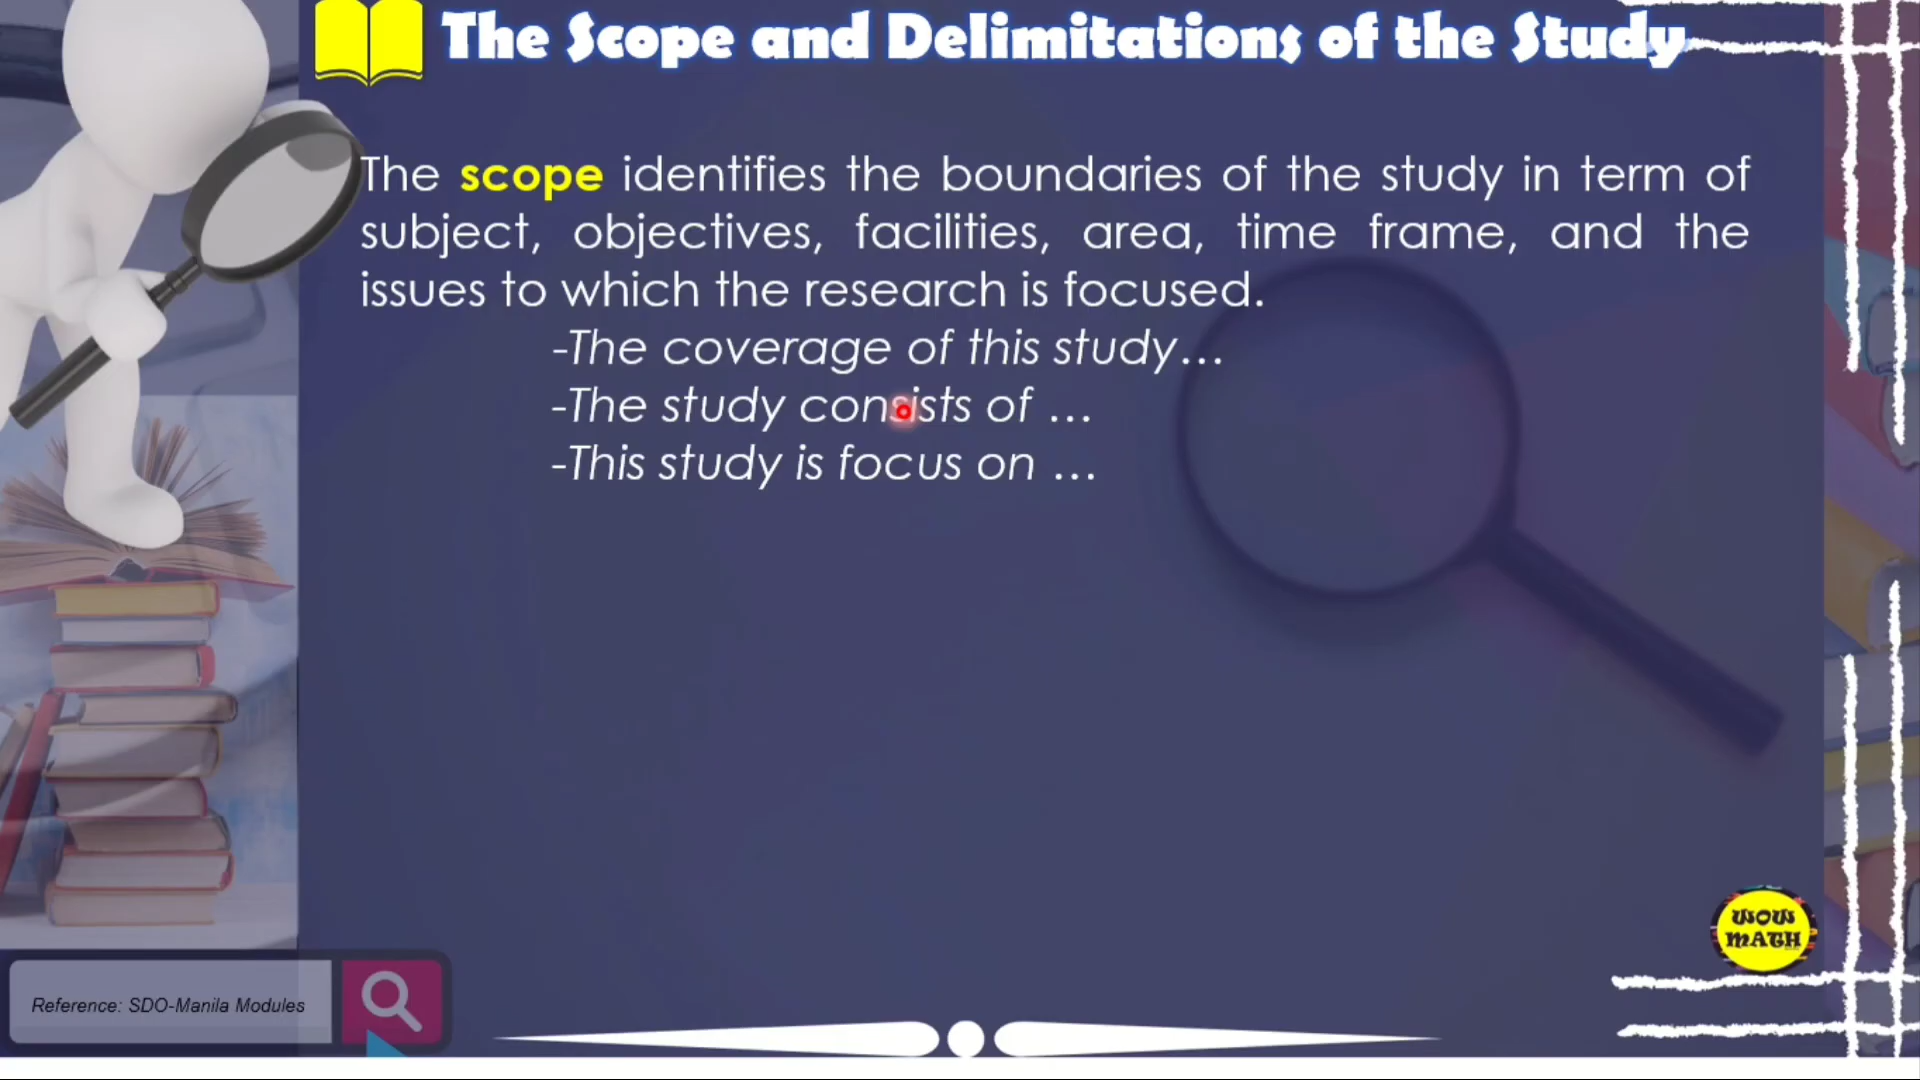 The Scope and Delimitations of the Study
The scope identifies the boundaries of the study in term of
subject, objectives, facilities, area, time frame, and the
issues to which the research is focused.
-The coverage of this study…
-The study consists of …
-This study is focus on …
WOW
MATH
Reference: SDO-Manila Modules